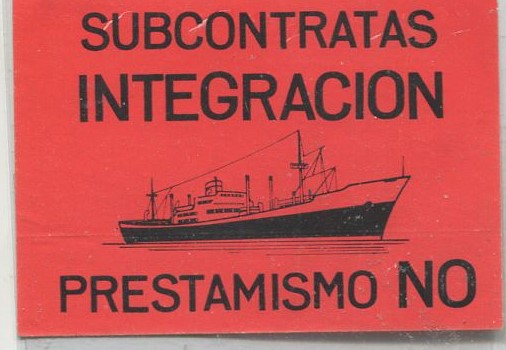 SUBCONTRATAS
INTEGRACION
PRESTAMISMO NO